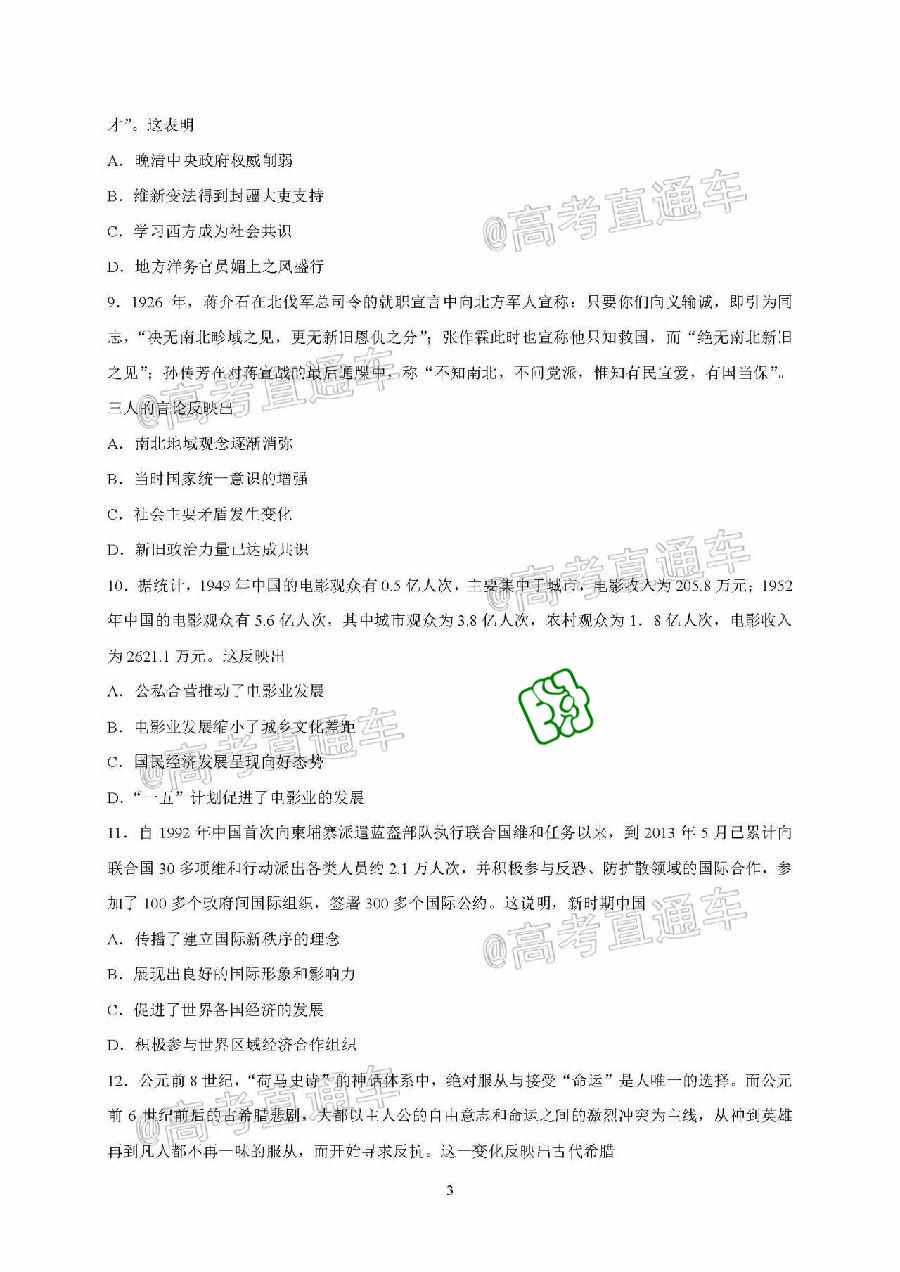 才”。这表明
A．晚清中央政府权威削弱
B．维新变法得到封疆大吏支持
C．学习西方成为社会共识
D．地方洋务官员媚上之风盛行
9．1926 年，蒋介石在北伐军总司令的就职宣言中向北方军人宣称：只要你们向义输诚，即引为同
志，“决无南北畛域之见，更无新旧恩仇之分”；张作霖此时也宣称他只知救国，而“绝无南北新旧
之见”；孙传芳在对蒋宣战的最后通牒中，称“不知南北，不问党派，惟知有民宜爱，有国当保”。
三人的言论反映出
A．南北地域观念逐渐消弥
B．当时国家统一意识的增强
C．社会主要矛盾发生变化
D．新旧政治力量已达成共识
10．据统计，1949 年中国的电影观众有 0.5 亿人次，主要集中于城市，电影收入为 205.8 万元；1952
年中国的电影观众有 5.6 亿人次，其中城市观众为 3.8 亿人次，农村观众为 1．8 亿人次，电影收入
为 2621.1 万元。这反映出
A．公私合营推动了电影业发展
B．电影业发展缩小了城乡文化差距
C．国民经济发展呈现向好态势
D．“一五”计划促进了电影业的发展
11．自 1992 年中国首次向柬埔寨派遣蓝盔部队执行联合国维和任务以来，到 2013 年 5 月已累计向
联合国 30 多项维和行动派出各类人员约 2.1 万人次，并积极参与反恐、防扩散领域的国际合作，参
加了 100 多个政府间国际组织，签署 300 多个国际公约。这说明，新时期中国
A．传播了建立国际新秩序的理念
B．展现出良好的国际形象和影响力
C．促进了世界各国经济的发展
D．积极参与世界区域经济合作组织
12．公元前 8 世纪，“荷马史诗”的神话体系中，绝对服从与接受“命运”是人唯一的选择。而公元
前 6 世纪前后的古希腊悲剧，大都以主人公的自由意志和命运之间的激烈冲突为主线，从神到英雄
再到凡人都不再一味的服从，而开始寻求反抗。这一变化反映出古代希腊
3
@高考直通车
@高考直通车
@高考直通车
@高考直通车
@高考直通车
@高考直通车